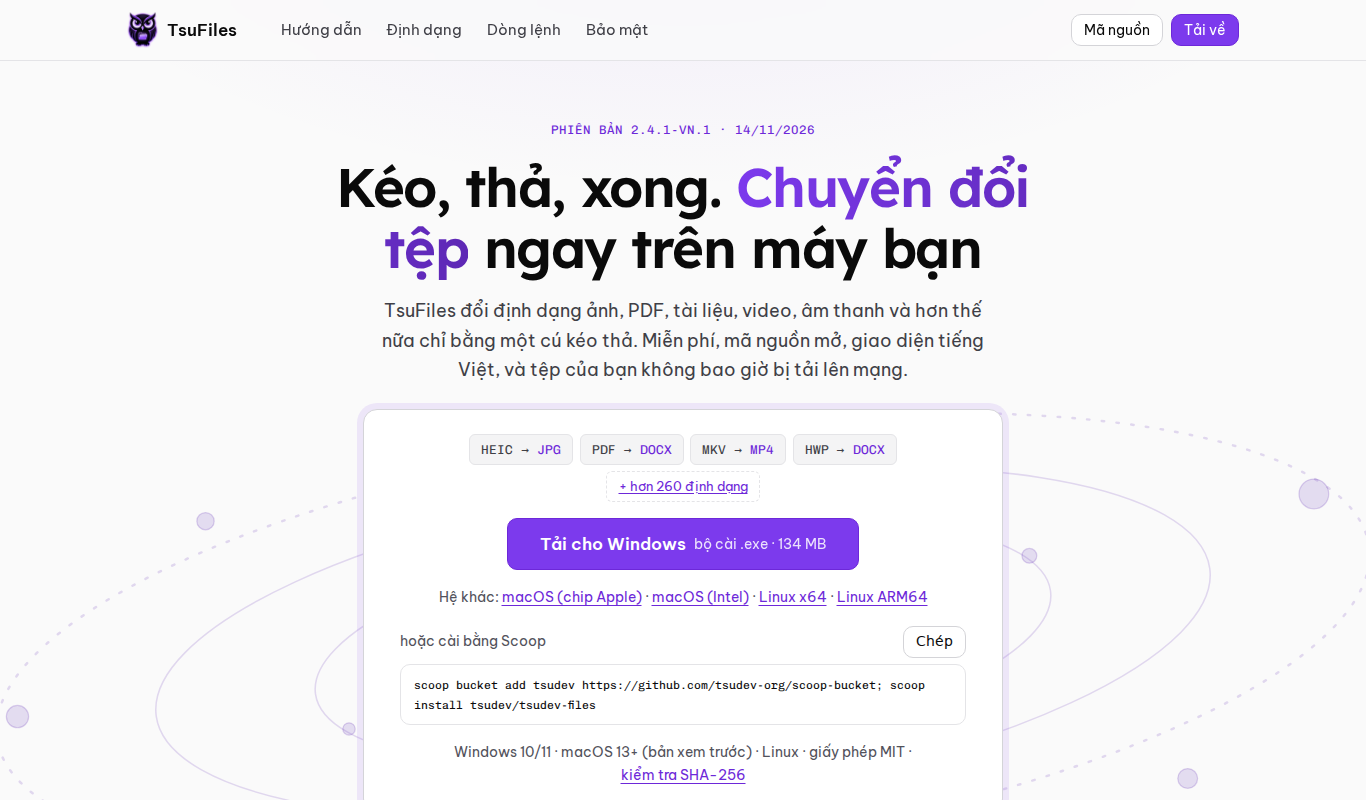 TsuFiles Hướng dẫn Định dạng Dòng lệnh Bảo mật Mã nguồn Tải về
PHIÊN BẢN 2.4.1-VN.1 · 14/11/2026
Kéo, thả, xong. Chuyển đổi
tệp ngay trên máy bạn
TsuFiles đổi định dạng ảnh, PDF, tài liệu, video, âm thanh và hơn thế
nữa chỉ bằng một cú kéo thả. Miễn phí, mã nguồn mở, giao diện tiếng
Việt, và tệp của bạn không bao giờ bị tải lên mạng.
HEIC → JPG PDF → DOCX MKV → MP4 HWP → DOCX
+ hơn 260 định dạng
Tải cho Windows bộ cài .exe · 134 MB
Hệ khác: macOS (chip Apple) · macOS (Intel) · Linux x64 · Linux ARM64
hoặc cài bằng Scoop Chép
scoop bucket add tsudev https://github.com/tsudev-org/scoop-bucket; scoop
install tsudev/tsudev-files
Windows 10/11 · macOS 13+ (bản xem trước) · Linux · giấy phép MIT ·
kiểm tra SHA-256